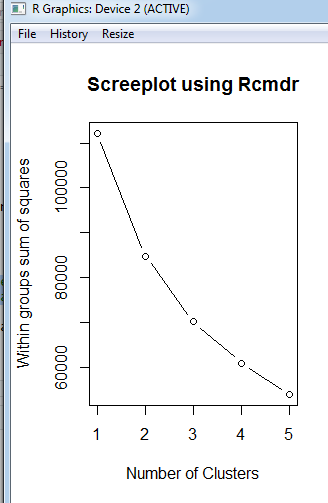 R Graphics: Device 2 (ACTIVE)
File History Resize
Screeplot using Rcmdr
Within groups sum of squares
100000
80000
60000
1 2 3 4 5
Number of Clusters